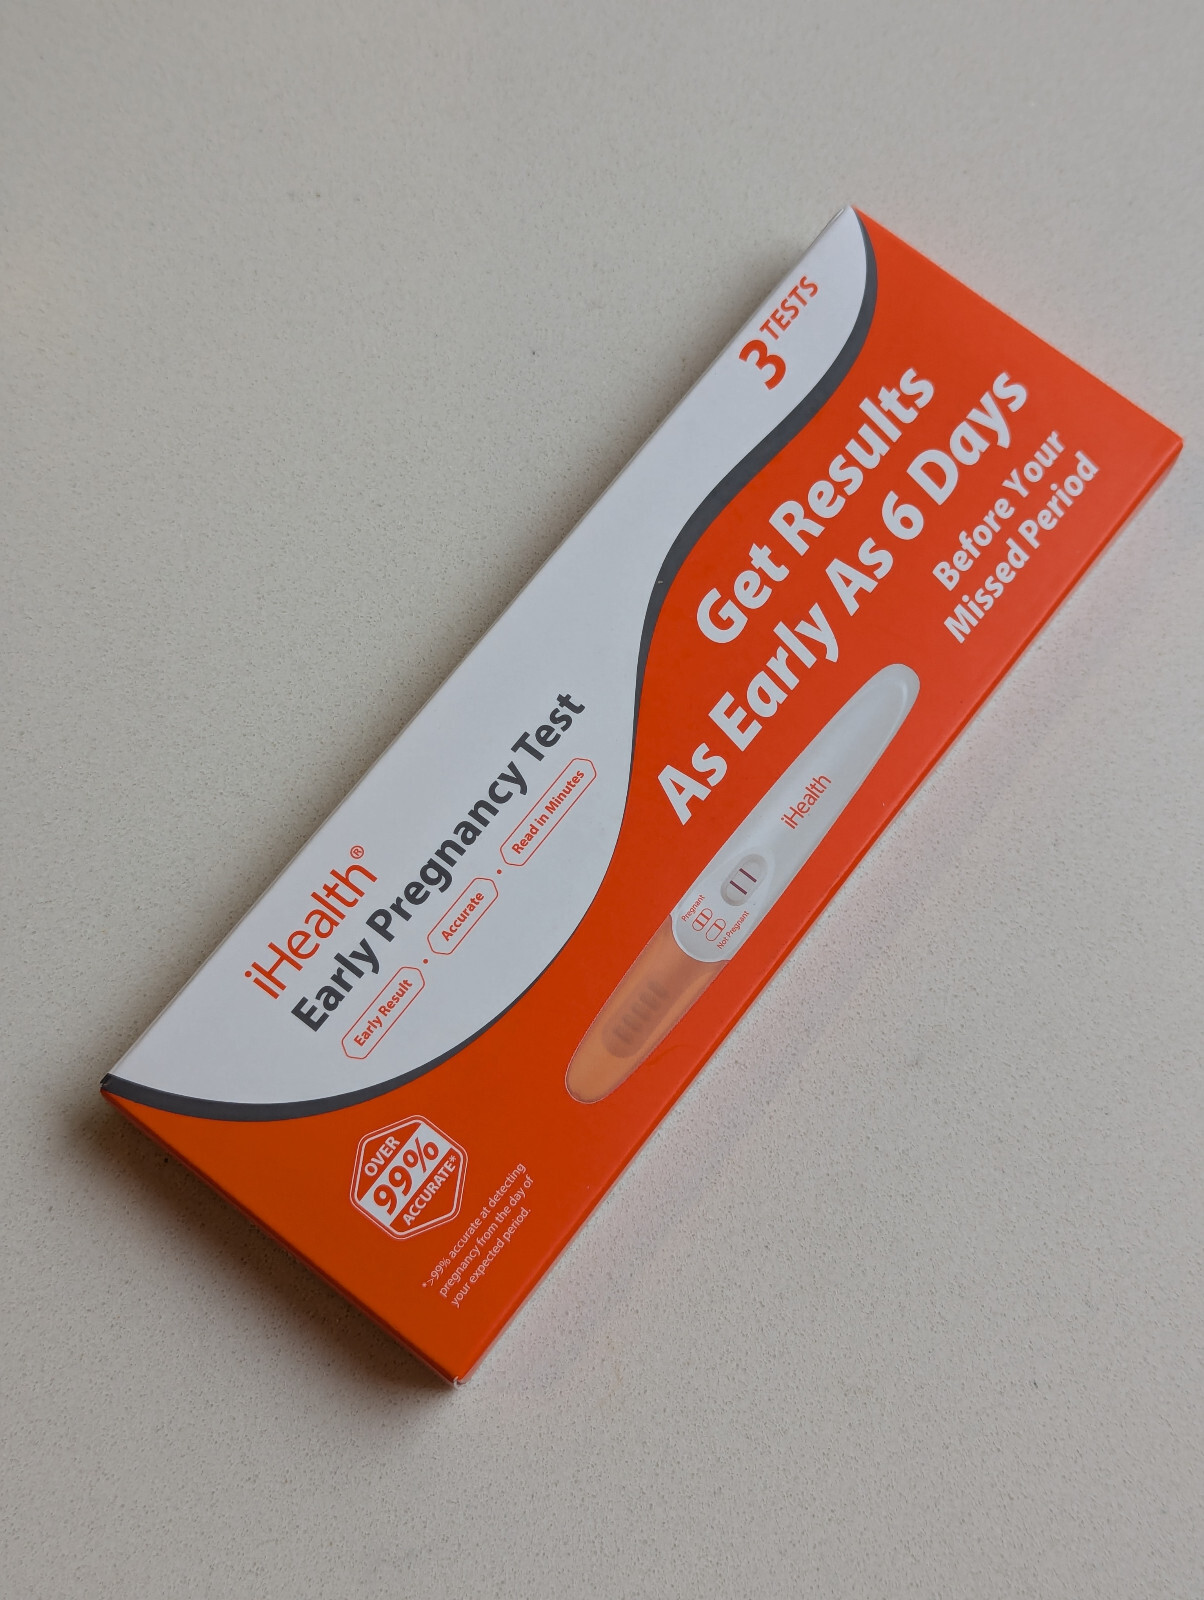 3 TESTS
iHealth®
Early Pregnancy Test
Early Result • Accurate • Read in Minutes
Get Results
As Early As 6 Days
Before Your
Missed Period
iHealth
Pregnant
Not Pregnant
OVER
99%
ACCURATE*
*>99% accurate at detecting
pregnancy from the day of
your expected period.